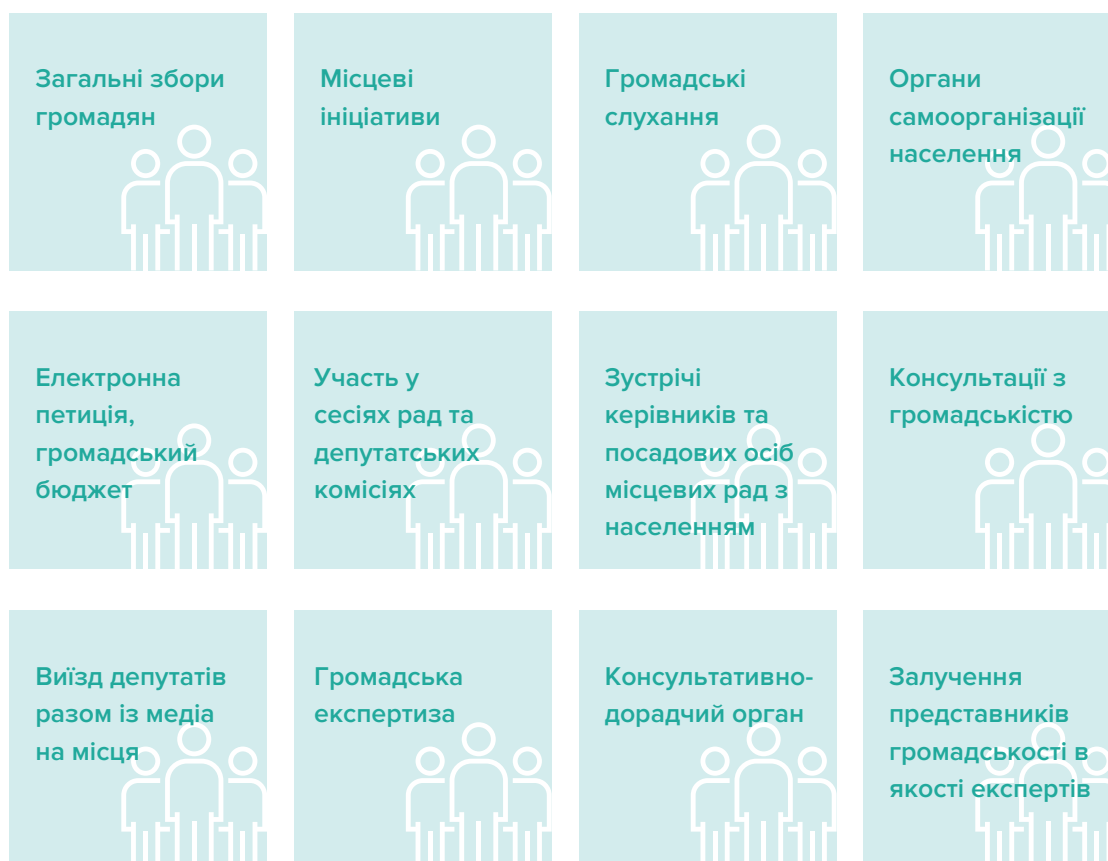 Загальні збори
громадян
Місцеві
ініціативи
Громадські
слухання
Органи
самоорганізації
населення
Електронна
петиція,
громадський
бюджет
Участь у
сесіях рад та
депутатських
комісіях
Зустрічі
керівників та
посадових осіб
місцевих рад з
населенням
Консультації з
громадськістю
Виїзд депутатів
разом із медіа
на місця
Громадська
експертиза
Консультативно-
дорадчий орган
Залучення
представників
громадськості в
якості експертів